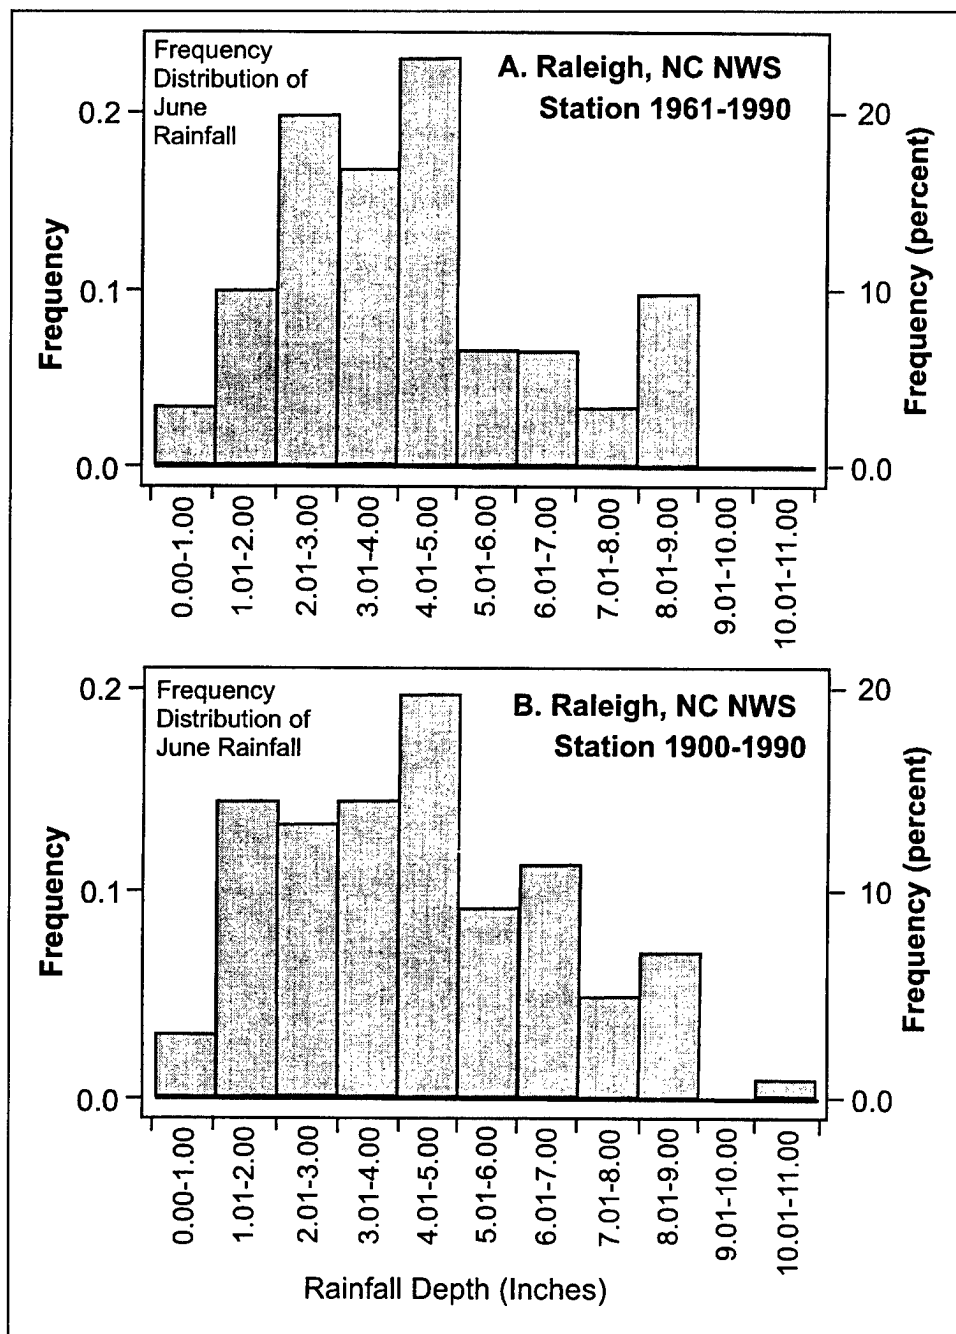 Frequency
Distribution of
June
Rainfall
A. Raleigh, NC NWS
Station 1961-1990
Frequency
0.2
0.1
0.0
Frequency (percent)
20
10
0.0
0.00-1.00
1.01-2.00
2.01-3.00
3.01-4.00
4.01-5.00
5.01-6.00
6.01-7.00
7.01-8.00
8.01-9.00
9.01-10.00
10.01-11.00
Frequency
Distribution of
June Rainfall
B. Raleigh, NC NWS
Station 1900-1990
Frequency
0.2
0.1
0.0
Frequency (percent)
20
10
0.0
0.00-1.00
1.01-2.00
2.01-3.00
3.01-4.00
4.01-5.00
5.01-6.00
6.01-7.00
7.01-8.00
8.01-9.00
9.01-10.00
10.01-11.00
Rainfall Depth (Inches)